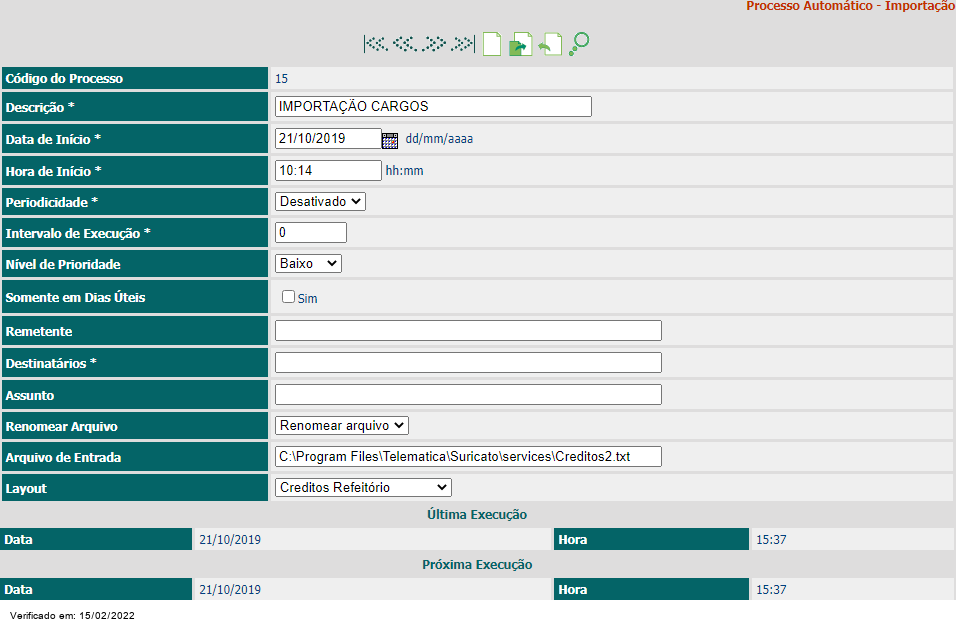 Processo Automático - Importação
Código do Processo 15
Descrição * IMPORTAÇÃO CARGOS
Data de Início * 21/10/2019 dd/mm/aaaa
Hora de Início * 10:14 hh:mm
Periodicidade * Desativado
Intervalo de Execução * 0
Nível de Prioridade Baixo
Somente em Dias Úteis Sim
Remetente
Destinatários *
Assunto
Renomear Arquivo Renomear arquivo
Arquivo de Entrada C:\Program Files\Telematica\Suricato\services\Creditos2.txt
Layout Creditos Refeitório
Última Execução
Data 21/10/2019 Hora 15:37
Próxima Execução
Data 21/10/2019 Hora 15:37
Verificado em: 15/02/2022